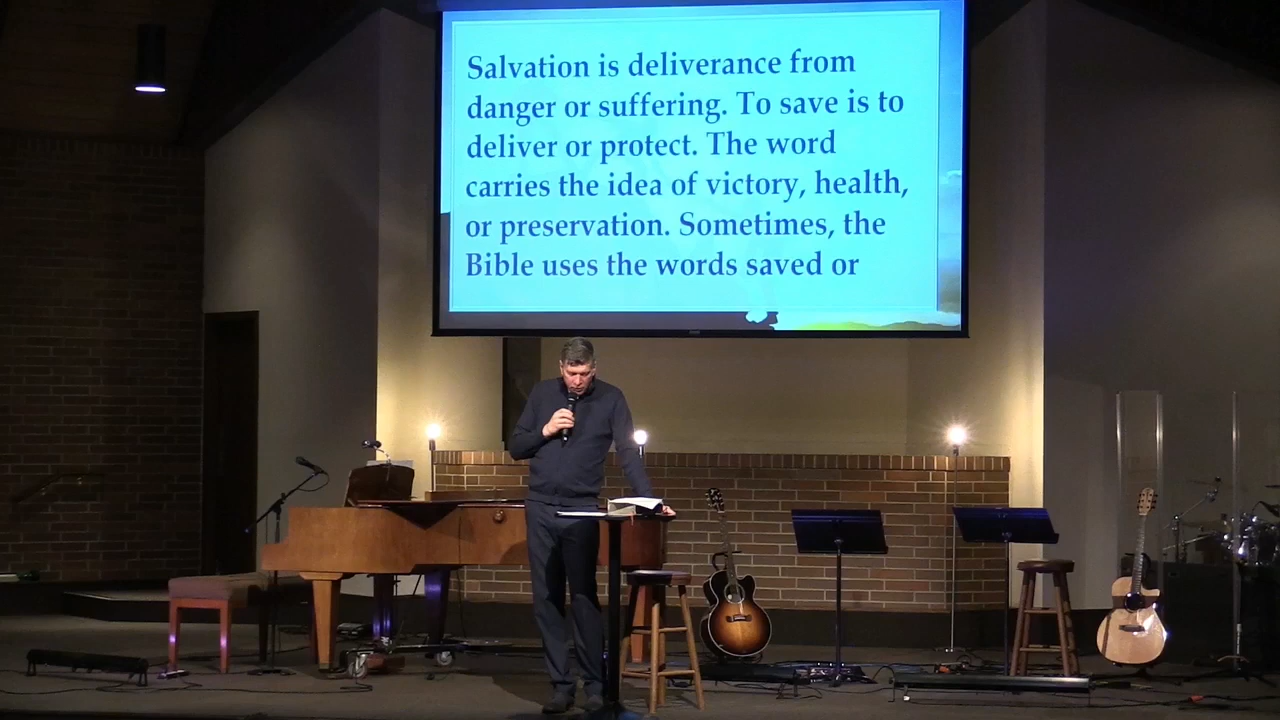 Salvation is deliverance from
danger or suffering. To save is to
deliver or protect. The word
carries the idea of victory, health,
or preservation. Sometimes, the
Bible uses the words saved or